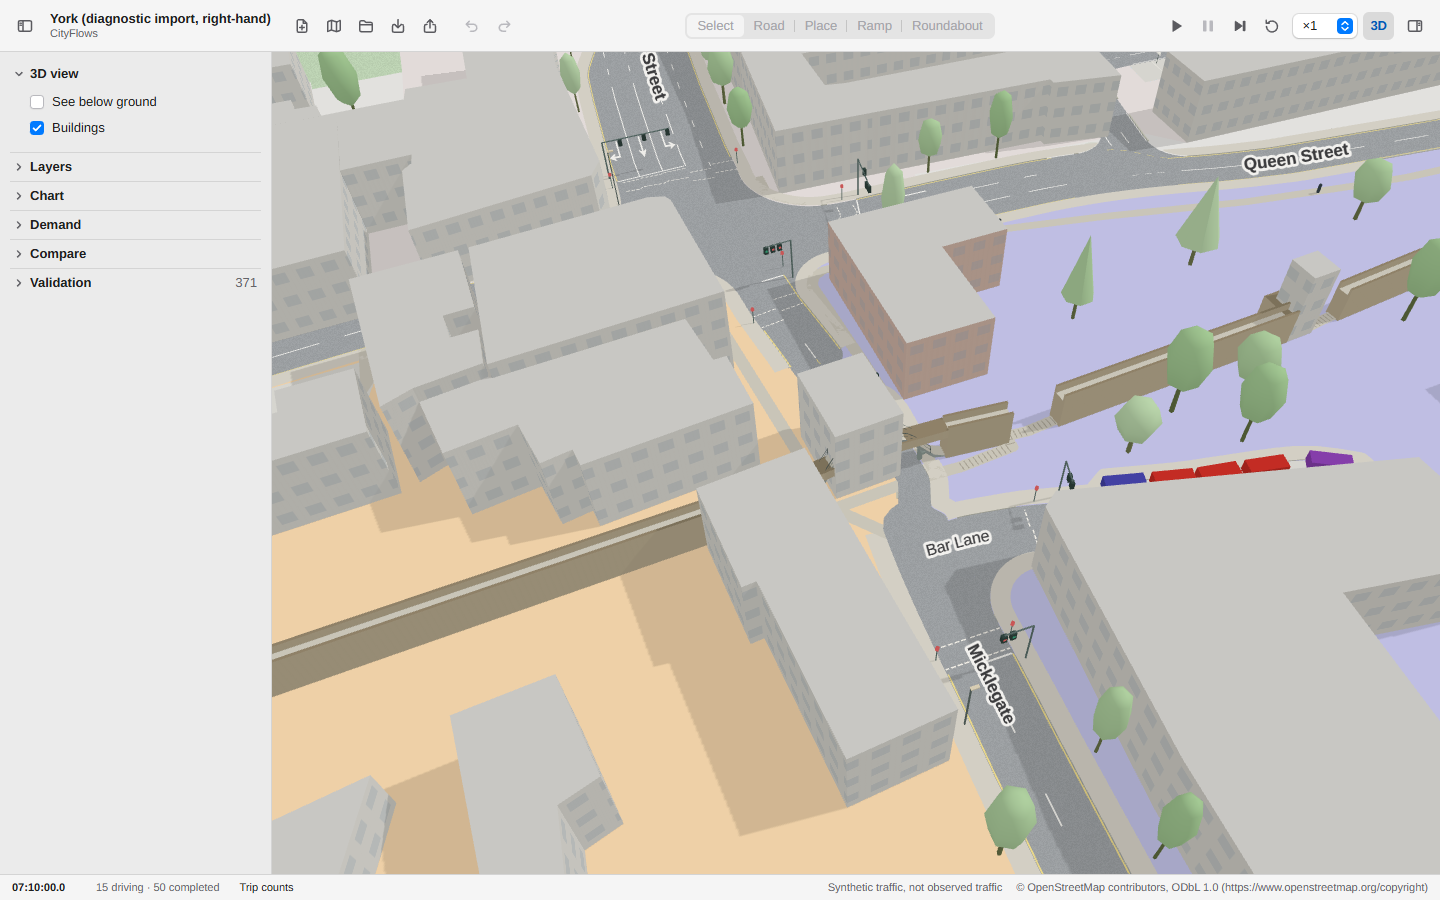 York (diagnostic import, right-hand)
CityFlows
Select
Road
Place
Ramp
Roundabout
×1
3D
3D view
See below ground
Buildings
Layers
Chart
Demand
Compare
Validation
371
Street
Queen Street
Bar Lane
Micklegate
07:10:00.0
15 driving · 50 completed
Trip counts
Synthetic traffic, not observed traffic
© OpenStreetMap contributors, ODbL 1.0 (https://www.openstreetmap.org/copyright)